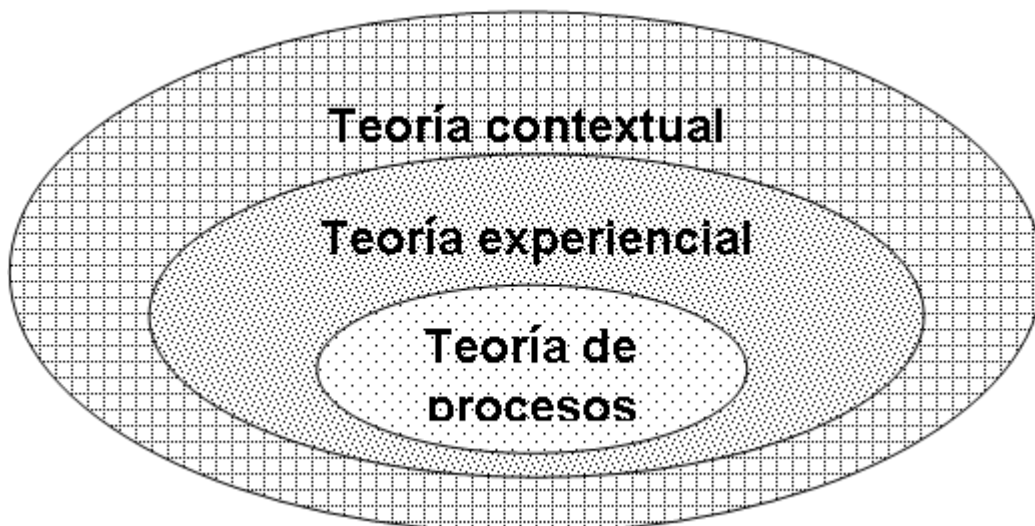 Teoría contextual
Teoría experiencial
Teoría de
procesos